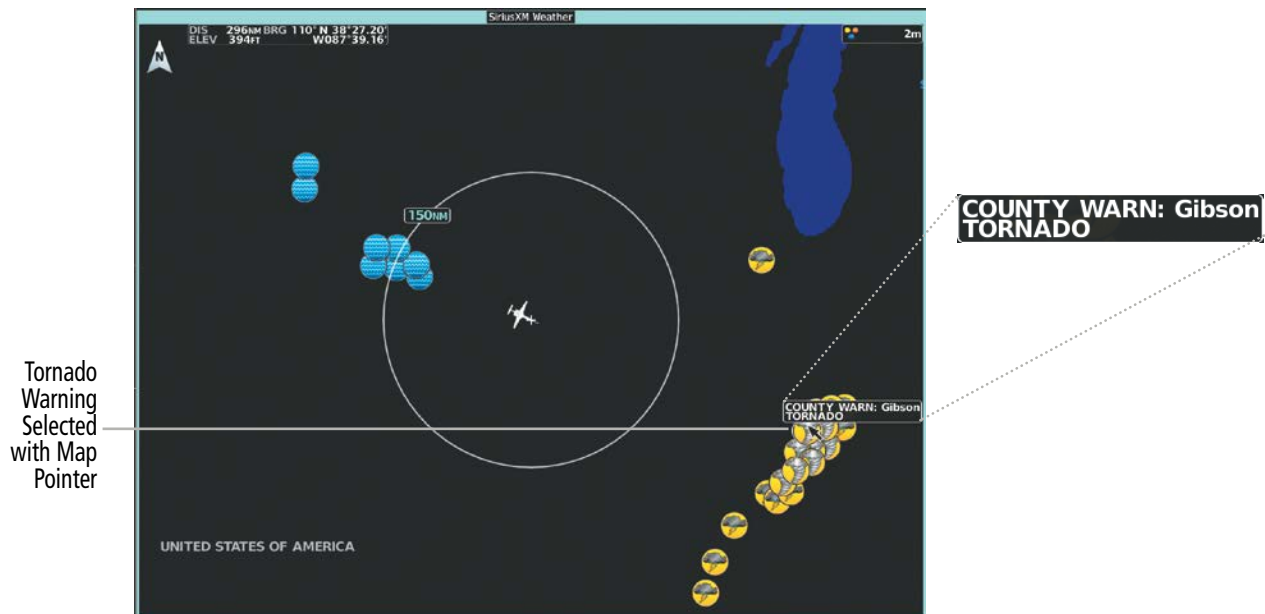 SiriusXM Weather
DIS 296NM BRG 110° N 38°27.20'
ELEV 394FT W087°39.16'
2m
N
150NM
COUNTY WARN: Gibson
TORNADO
COUNTY WARN: Gibson
TORNADO
Tornado
Warning
Selected
with Map
Pointer
UNITED STATES OF AMERICA